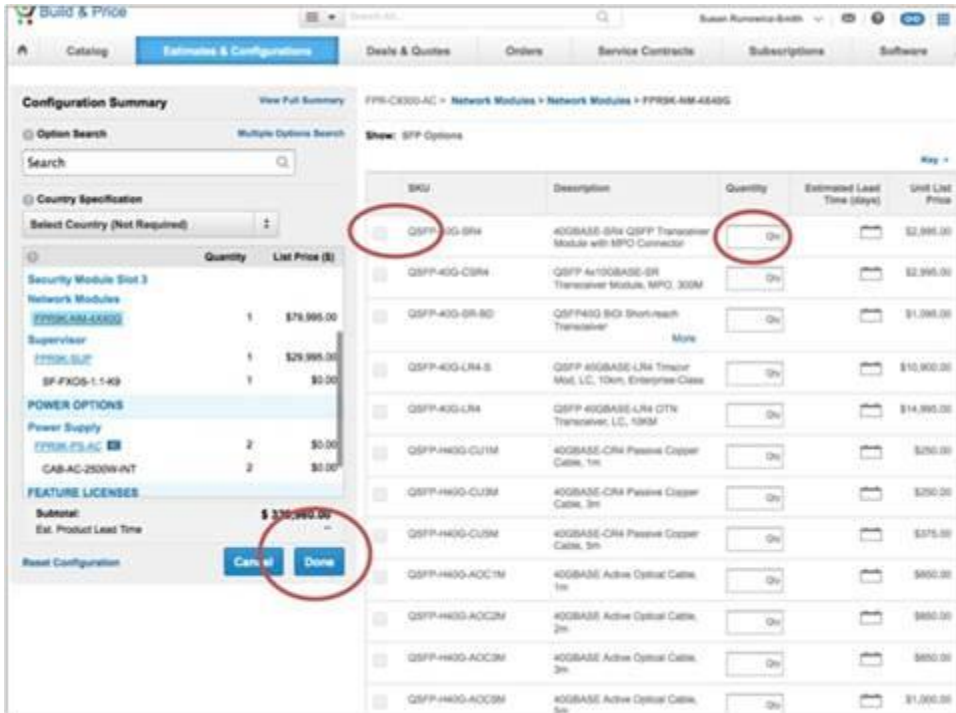 Build & Price
Search All...
Susan Runowicz-Smith
Catalog
Estimates & Configurations
Deals & Quotes
Orders
Service Contracts
Subscriptions
Software
Configuration Summary
View Full Summary
Option Search
Multiple Options Search
Search
Country Specification
Select Country (Not Required)
Quantity List Price ($)
Security Module Slot 3
Network Modules
FPR9K-NM-4X40G 1 $79,995.00
Supervisor
FPR9K-SUP 1 $29,995.00
SF-FXOS-1.1-K9 1 $0.00
POWER OPTIONS
Power Supply
FPR9K-PS-AC 2 $0.00
CAB-AC-2500W-INT 2 $0.00
FEATURE LICENSES
Subtotal:
Est. Product Lead Time --
Reset Configuration
Cancel
Done
Network Modules > Network Modules > FPR9K-NM-4X40G
Show: SFP Options
Key
SKU Description Quantity Estimated Lead Time (days) Unit List Price
QSFP-40G-SR4 40GBASE-SR4 QSFP Transceiver Qty $2,995.00
Module with MPO Connector
QSFP-40G-CSR4 QSFP 4x10GBASE-SR Qty $2,995.00
Transceiver Module, MPO, 300M
QSFP-40G-SR-BD QSFP40G BiDi Short-reach Qty $1,095.00
Transceiver
More
QSFP-40G-LR4-S QSFP 40GBASE-LR4 Trnscvr Qty $10,900.00
Mod, LC, 10km, Enterprise-Class
QSFP-40G-LR4 QSFP 40GBASE-LR4 OTN Qty $14,995.00
Transceiver, LC, 10KM
QSFP-H40G-CU1M 40GBASE-CR4 Passive Copper Qty $250.00
Cable, 1m
QSFP-H40G-CU3M 40GBASE-CR4 Passive Copper Qty $250.00
Cable, 3m
QSFP-H40G-CU5M 40GBASE-CR4 Passive Copper Qty $375.00
Cable, 5m
QSFP-H40G-AOC1M 40GBASE Active Optical Cable, Qty $650.00
1m
QSFP-H40G-AOC2M 40GBASE Active Optical Cable, Qty $650.00
2m
QSFP-H40G-AOC3M 40GBASE Active Optical Cable, Qty $650.00
3m
QSFP-H40G-AOC5M 40GBASE Active Optical Cable, Qty $1,000.00
5m